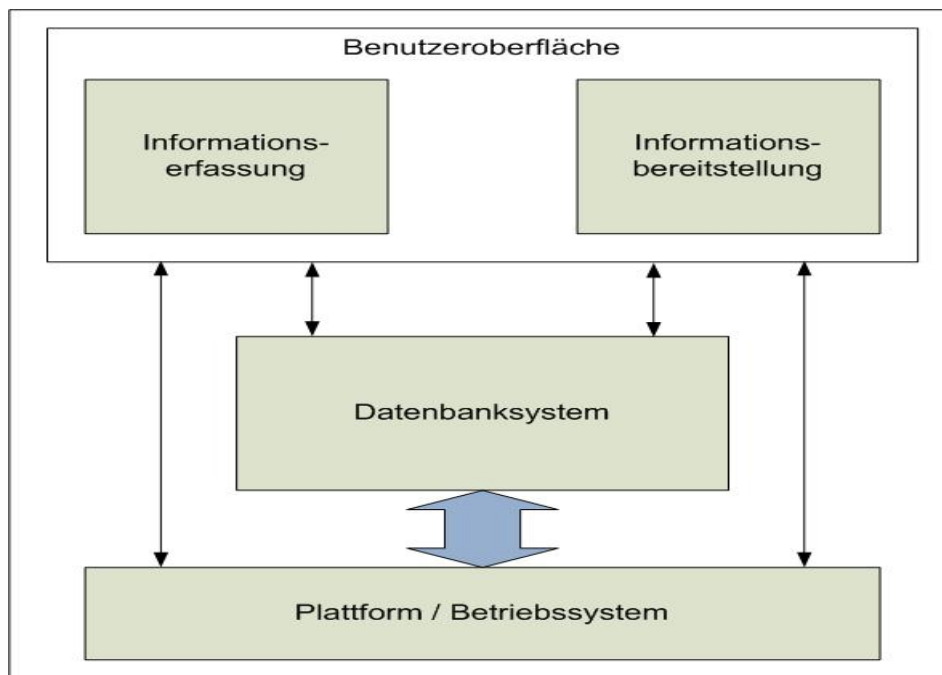 Benutzeroberfläche
Informations-
erfassung
Informations-
bereitstellung
Datenbanksystem
Plattform / Betriebssystem